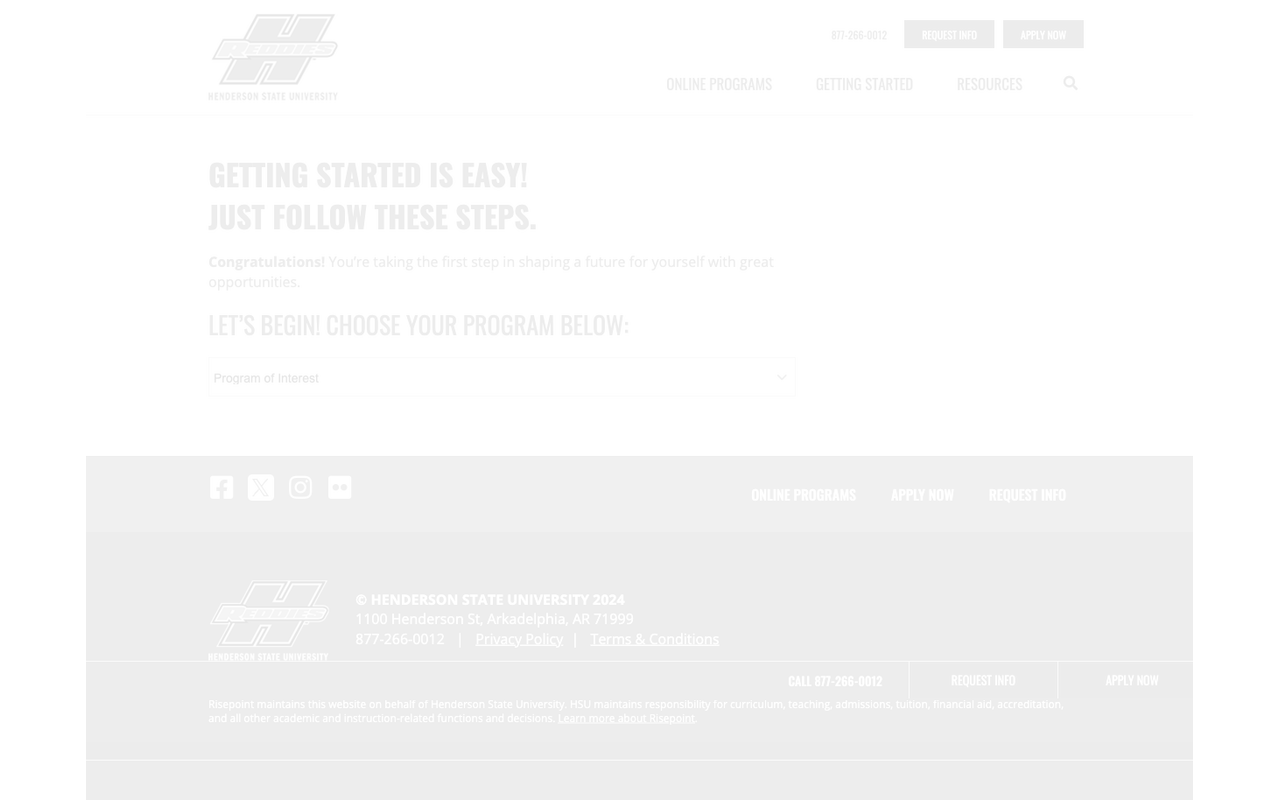 REDDIES
HENDERSON STATE UNIVERSITY
877-266-0012
REQUEST INFO
APPLY NOW
ONLINE PROGRAMS
GETTING STARTED
RESOURCES
GETTING STARTED IS EASY!
JUST FOLLOW THESE STEPS.
Congratulations! You're taking the first step in shaping a future for yourself with great
opportunities.
LET'S BEGIN! CHOOSE YOUR PROGRAM BELOW:
Program of Interest
ONLINE PROGRAMS
APPLY NOW
REQUEST INFO
REDDIES
HENDERSON STATE UNIVERSITY
© HENDERSON STATE UNIVERSITY 2024
1100 Henderson St, Arkadelphia, AR 71999
877-266-0012 | Privacy Policy | Terms & Conditions
CALL 877-266-0012
REQUEST INFO
APPLY NOW
Risepoint maintains this website on behalf of Henderson State University. HSU maintains responsibility for curriculum, teaching, admissions, tuition, financial aid, accreditation,
and all other academic and instruction-related functions and decisions. Learn more about Risepoint.